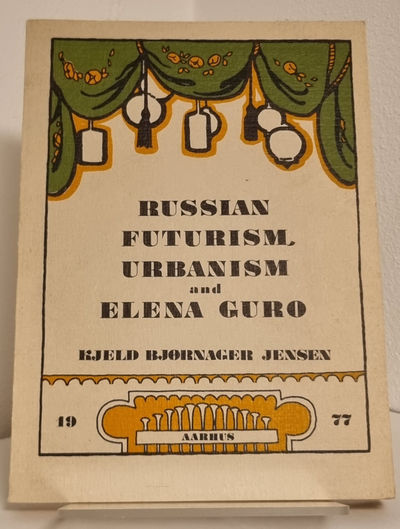 RUSSIAN
FUTURISM,
URBANISM
and
ELENA GURO
KJELD BJØRNAGER JENSEN
19 77
AARHUS